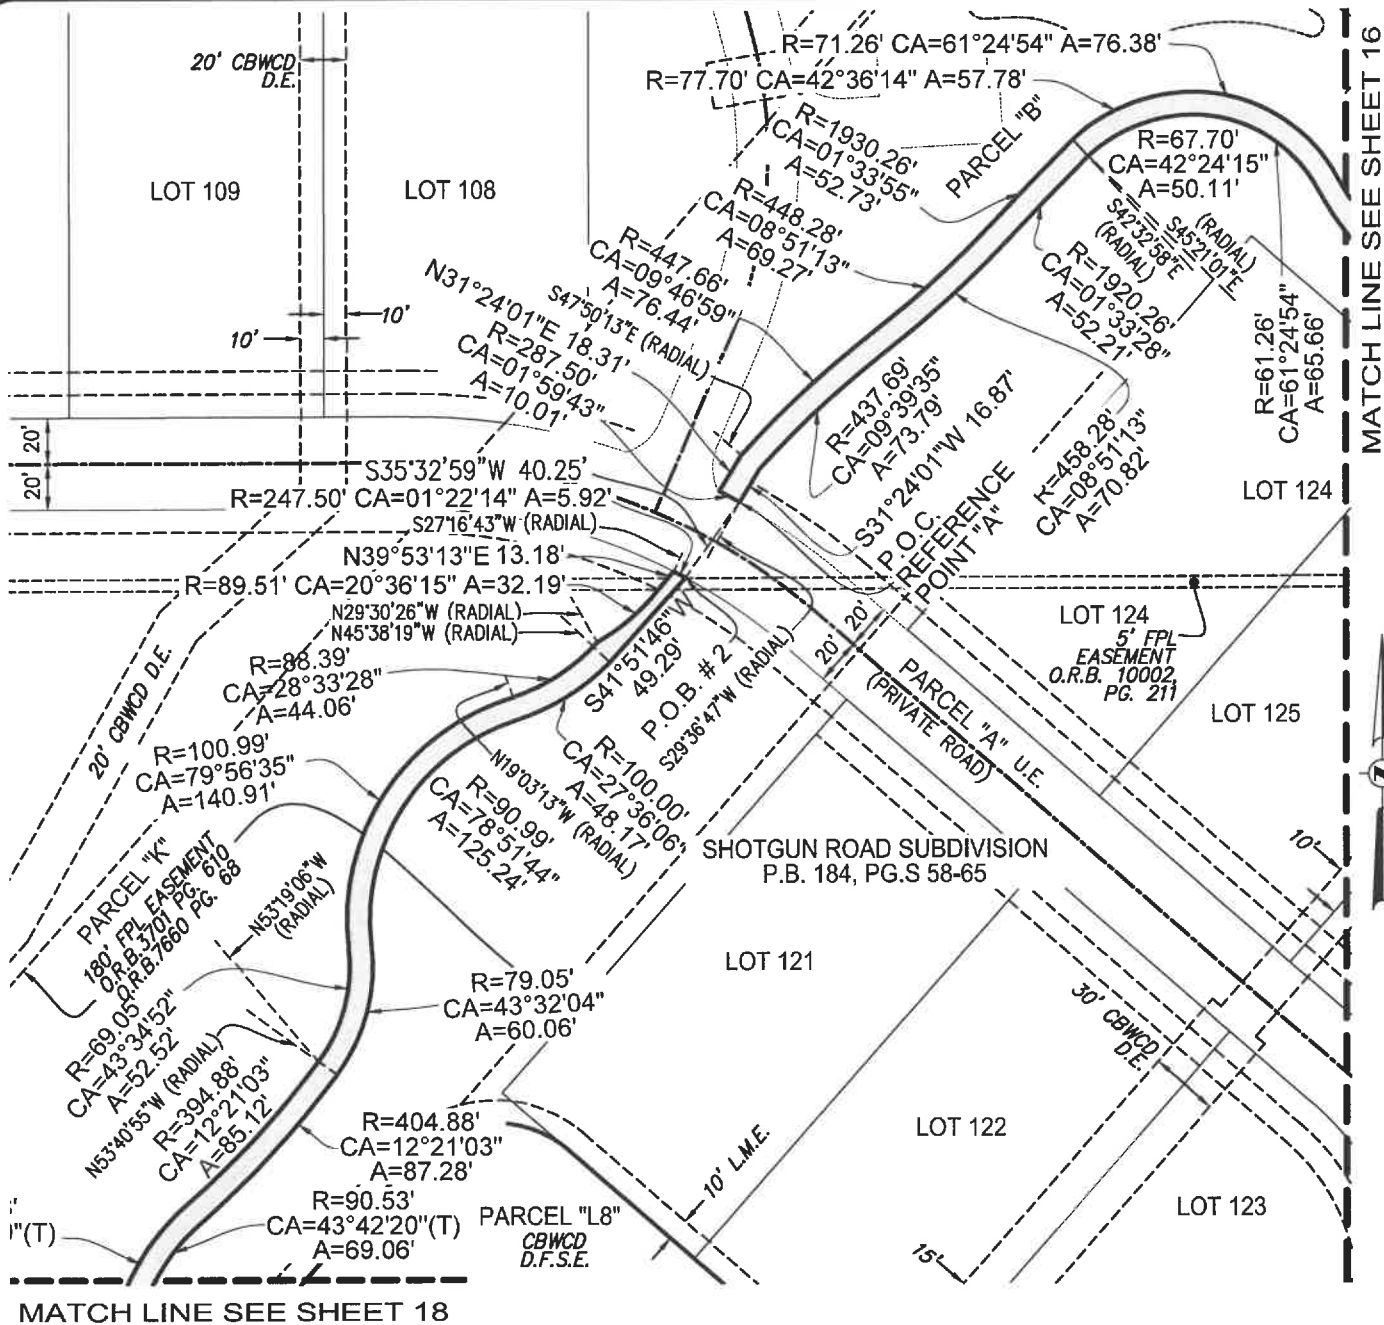 R=71.26' CA=61°24'54" A=76.38'
R=77.70' CA=42°36'14" A=57.78'
20' CBWCD
D.E.
LOT 109
LOT 108
R=1930.26'
CA=01°33'55"
A=52.73'
PARCEL "B"
R=67.70'
CA=42°24'15"
A=50.11'
MATCH LINE SEE SHEET 16
R=448.28'
CA=08°51'13"
A=69.27'
S42°32'58"E
(RADIAL)
S45°21'01"E
(RADIAL)
R=447.66'
CA=09°46'59"
A=76.44'
R=1920.26'
CA=01°33'28"
A=52.21'
R=61.26'
CA=61°24'54"
A=65.66'
N31°24'01"E 18.31'
S47°50'13"E (RADIAL)
R=287.50'
CA=01°59'43"
A=10.01'
10'
10'
R=437.69'
CA=09°39'35"
A=73.79'
S31°24'01"W 16.87'
R=458.28'
CA=08°51'13"
A=70.82'
20'
20'
S35°32'59"W 40.25'
R=247.50' CA=01°22'14" A=5.92'
S27°16'43"W (RADIAL)
N39°53'13"E 13.18'
R=89.51' CA=20°36'15" A=32.19'
N29°30'26"W (RADIAL)
N45°38'19"W (RADIAL)
P.O.C.
REFERENCE
POINT "A"
LOT 124
LOT 124
5' FPL
EASEMENT
O.R.B. 10002,
PG. 211
20' CBWCD D.E.
R=88.39'
CA=28°33'28"
A=44.06'
S41°51'46"W
49.29'
P.O.B. # 2
S29°36'47"W (RADIAL)
20'
20'
PARCEL "A" U.E.
(PRIVATE ROAD)
LOT 125
R=100.99'
CA=79°56'35"
A=140.91'
R=100.00'
CA=27°36'06"
A=48.17'
N19°03'13"W (RADIAL)
R=90.99'
CA=78°51'44"
A=125.24'
SHOTGUN ROAD SUBDIVISION
P.B. 184, PG.S 58-65
10'
PARCEL "K"
180' FPL EASEMENT
O.R.B.3701 PG. 610
O.R.B.7660 PG. 68
N53°19'06"W
(RADIAL)
LOT 121
R=79.05'
CA=43°32'04"
A=60.06'
30' CBWCD
D.E.
R=69.05'
CA=43°34'52"
A=52.52'
N53°40'55"W (RADIAL)
R=394.88'
CA=12°21'03"
A=85.12'
R=404.88'
CA=12°21'03"
A=87.28'
LOT 122
10' L.M.E.
R=90.53'
CA=43°42'20"(T)
A=69.06'
PARCEL "L8"
CBWCD
D.F.S.E.
LOT 123
15'
"(T)
MATCH LINE SEE SHEET 18